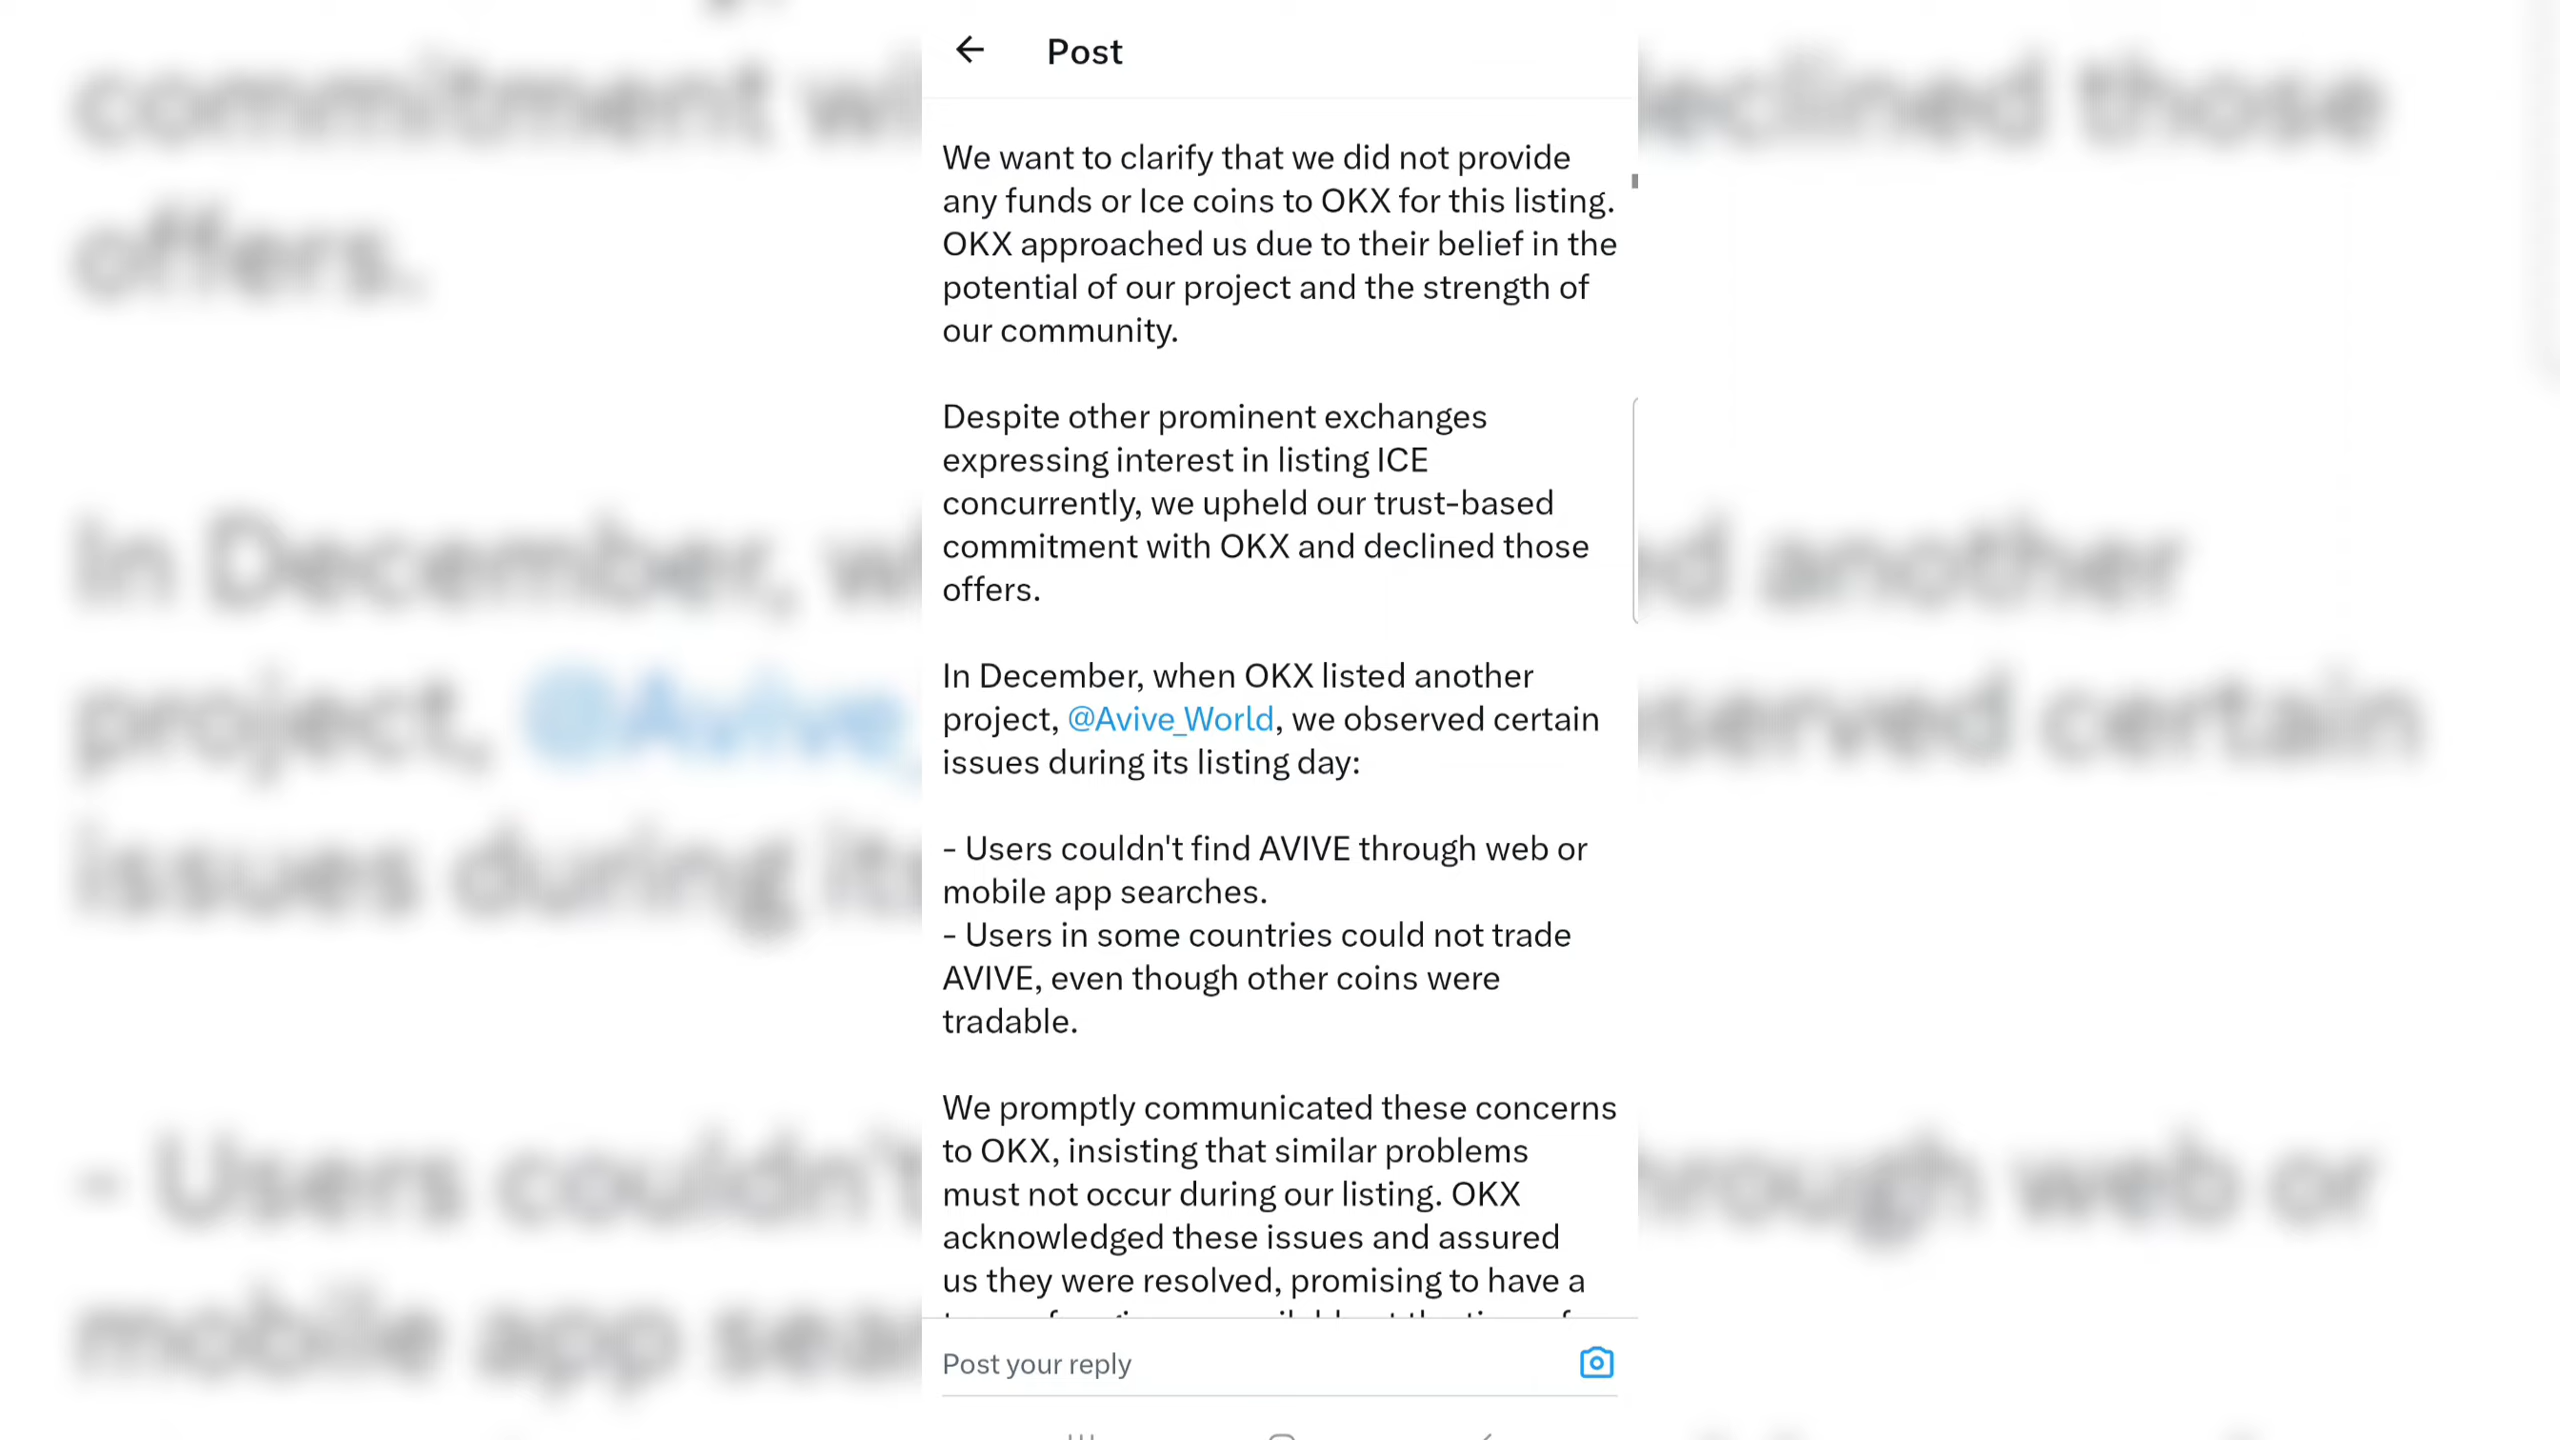 Post
We want to clarify that we did not provide
any funds or Ice coins to OKX for this listing.
OKX approached us due to their belief in the
potential of our project and the strength of
our community.
Despite other prominent exchanges
expressing interest in listing ICE
concurrently, we upheld our trust-based
commitment with OKX and declined those
offers.
In December, when OKX listed another
project, @Avive_World, we observed certain
issues during its listing day:
- Users couldn't find AVIVE through web or
mobile app searches.
- Users in some countries could not trade
AVIVE, even though other coins were
tradable.
We promptly communicated these concerns
to OKX, insisting that similar problems
must not occur during our listing. OKX
acknowledged these issues and assured
us they were resolved, promising to have a
Post your reply